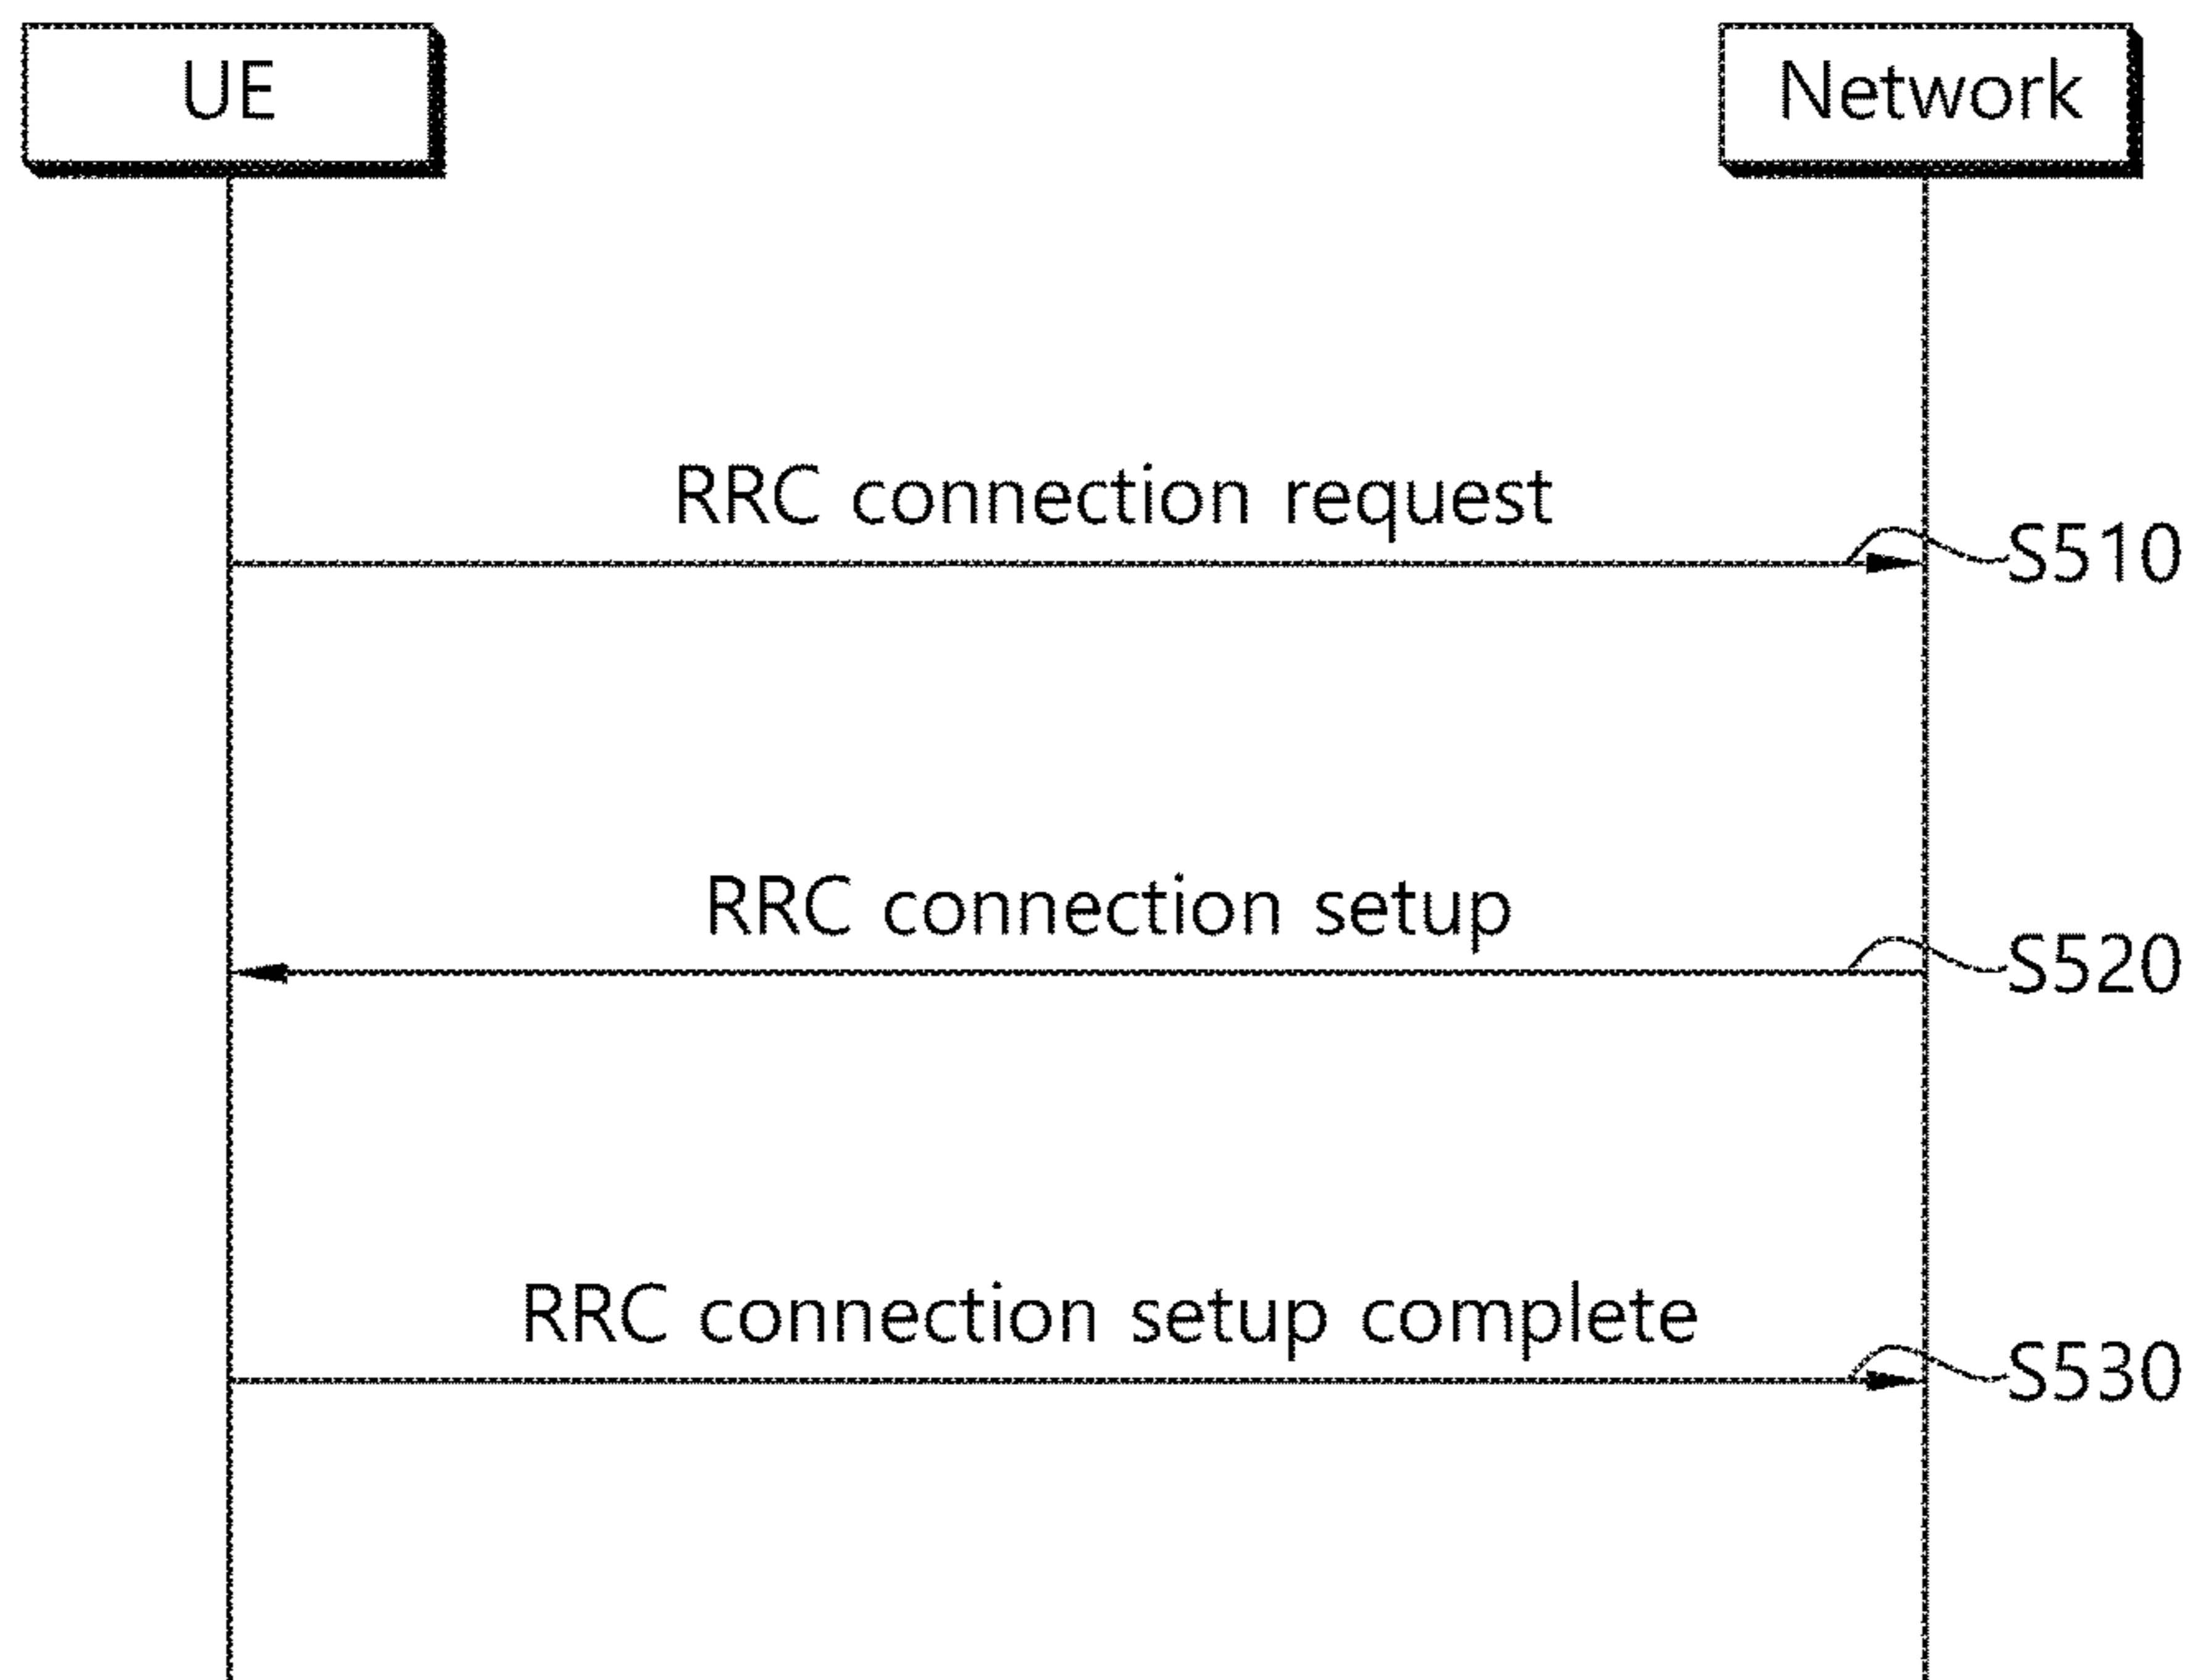 UE
Network
RRC connection request
S510
RRC connection setup
S520
RRC connection setup complete
S530